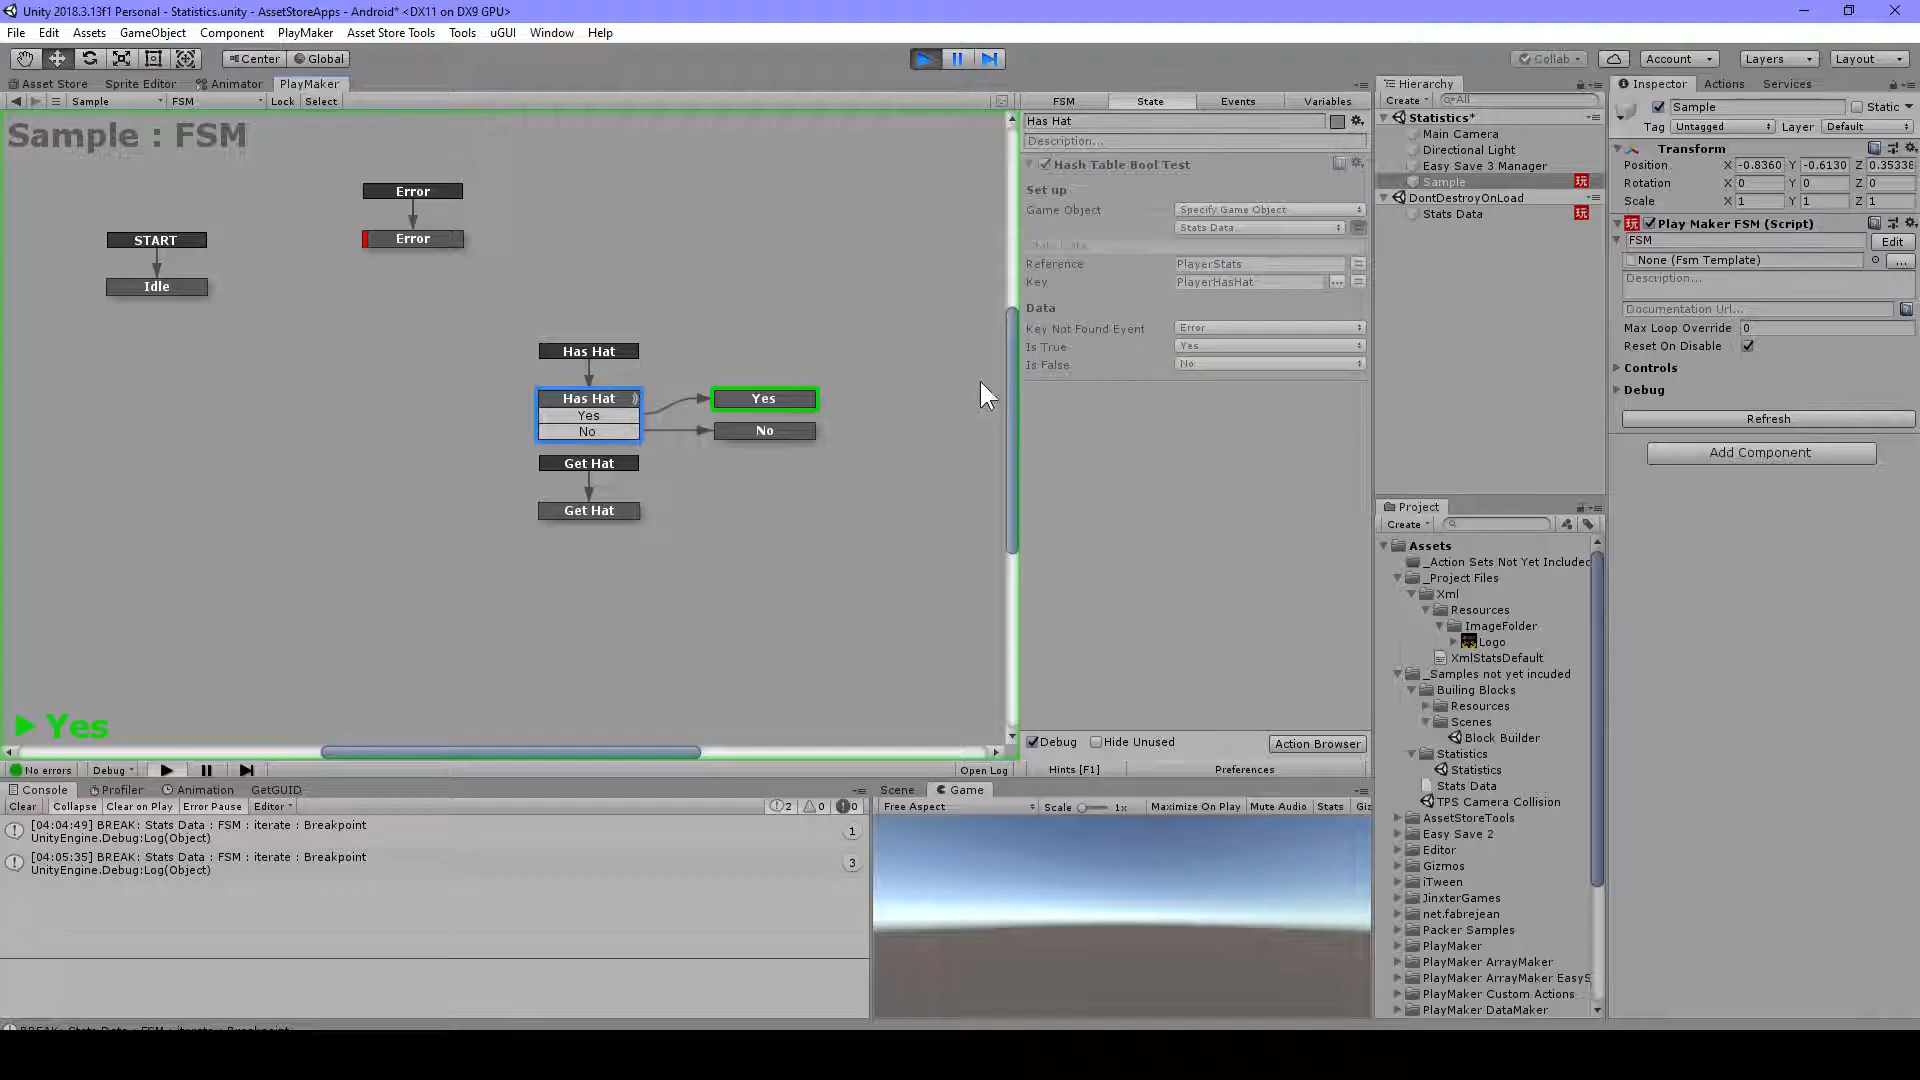 Unity 2018.3.13f1 Personal - Statistics.unity - AssetStoreApps - Android* <DX11 on DX9 GPU>
File Edit Assets GameObject Component PlayMaker Asset Store Tools Tools uGUI Window Help
Center Global Collab Account Layers Layout
Asset Store Sprite Editor Animator PlayMaker
Sample FSM Lock Select
Sample : FSM
Error
Error
START
Idle
Has Hat
Has Hat
Yes
No
Yes
No
Get Hat
Get Hat
Yes
No errors Debug Open Log
FSM State Events Variables
Has Hat
Description...
Hash Table Bool Test
Set up
Game Object Specify Game Object
Stats Data
Reference PlayerStats
Key PlayerHasHat ...
Data
Key Not Found Event Error
Is True Yes
Is False No
Debug Hide Unused Action Browser
Hints [F1] Preferences
Console Profiler Animation GetGUID
Clear Collapse Clear on Play Error Pause Editor 2 0 0
[04:04:49] BREAK: Stats Data : FSM : iterate : Breakpoint
UnityEngine.Debug:Log(Object)
1
[04:05:35] BREAK: Stats Data : FSM : iterate : Breakpoint
UnityEngine.Debug:Log(Object)
3
BREAK: Stats Data : FSM : iterate : Breakpoint
Scene Game
Free Aspect Scale 1x Maximize On Play Mute Audio Stats Giz
Hierarchy
Create All
Statistics*
Main Camera
Directional Light
Easy Save 3 Manager
Sample 玩
DontDestroyOnLoad
Stats Data 玩
Project
Create
Assets
_Action Sets Not Yet Included
_Project Files
Xml
Resources
ImageFolder
Logo
XmlStatsDefault
_Samples not yet incuded
Builing Blocks
Resources
Scenes
Block Builder
Statistics
Statistics
Stats Data
TPS Camera Collision
AssetStoreTools
Easy Save 2
Editor
Gizmos
iTween
JinxterGames
net.fabrejean
Packer Samples
PlayMaker
PlayMaker ArrayMaker
PlayMaker ArrayMaker EasyS
PlayMaker Custom Actions
PlayMaker DataMaker
Inspector Actions Services
Sample Static
Tag Untagged Layer Default
Transform
Position X -0.8360 Y -0.6130 Z 0.35338
Rotation X 0 Y 0 Z 0
Scale X 1 Y 1 Z 1
玩 Play Maker FSM (Script)
FSM Edit
None (Fsm Template) ...
Description...
Documentation Url...
Max Loop Override 0
Reset On Disable
Controls
Debug
Refresh
Add Component